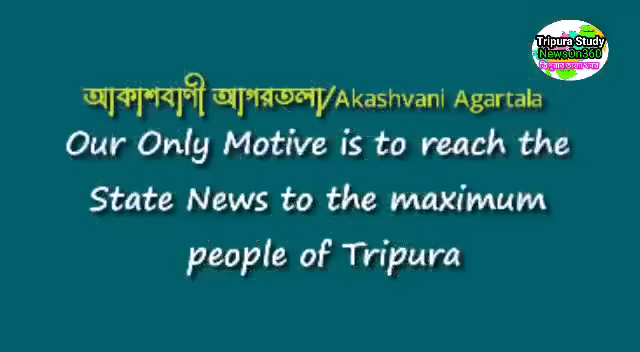 Tripura Study
NewsOn36D
আকাশবাণী আগরতলা/Akashvani Agartala
Our Only Motive is to reach the
State News to the maximum
people of Tripura